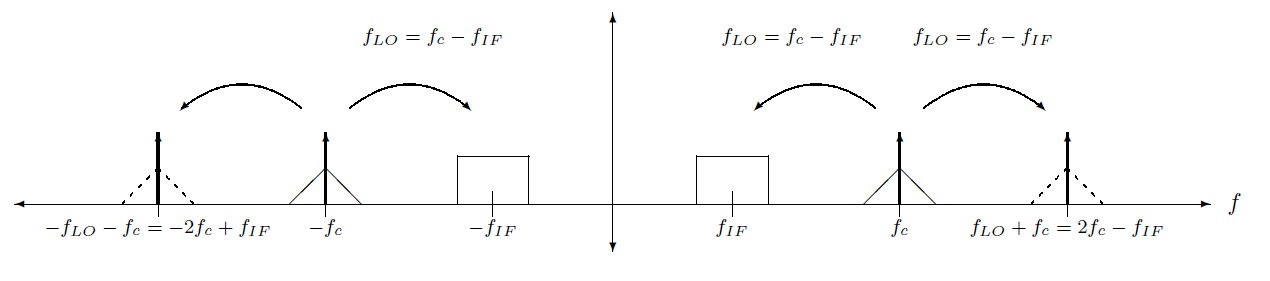 f_{LO} = f_c − f_{IF} f_{LO} = f_c − f_{IF} f_{LO} = f_c − f_{IF}
f
−f_{LO} − f_c = −2f_c + f_{IF} −f_c −f_{IF} f_{IF} f_c f_{LO} + f_c = 2f_c − f_{IF}